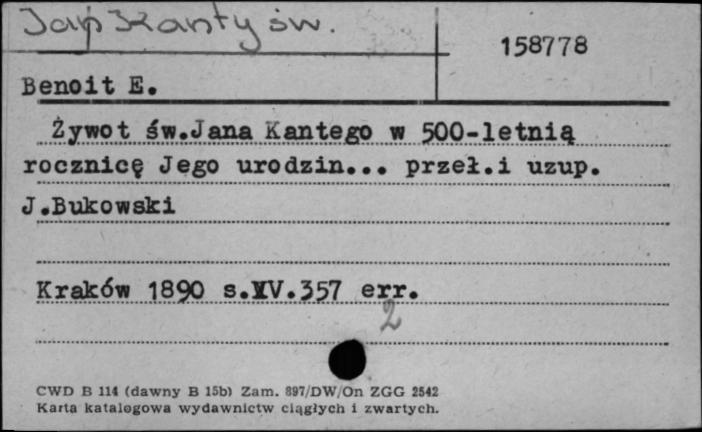 Jan Kanty św.
158778
Benoit E.
Żywot św.Jana Kantego w 500-letnią
rocznicę Jego urodzin... przeł.i uzup.
J.Bukowski
Kraków 1890 s.XV.357 err.
2
CWD B 114 (dawny B 15b) Zam. 897/DW/On ZGG 2542
Karta katalogowa wydawnictw ciągłych i zwartych.